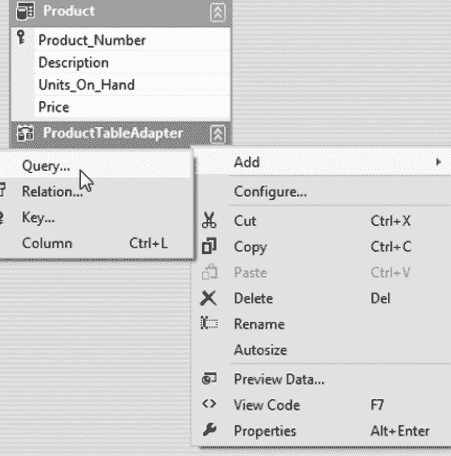 Product
Product_Number
Description
Units_On_Hand
Price
ProductTableAdapter
Query...
Relation...
Key...
Column Ctrl+L
Add
Configure...
Cut Ctrl+X
Copy Ctrl+C
Paste Ctrl+V
Delete Del
Rename
Autosize
Preview Data...
View Code F7
Properties Alt+Enter